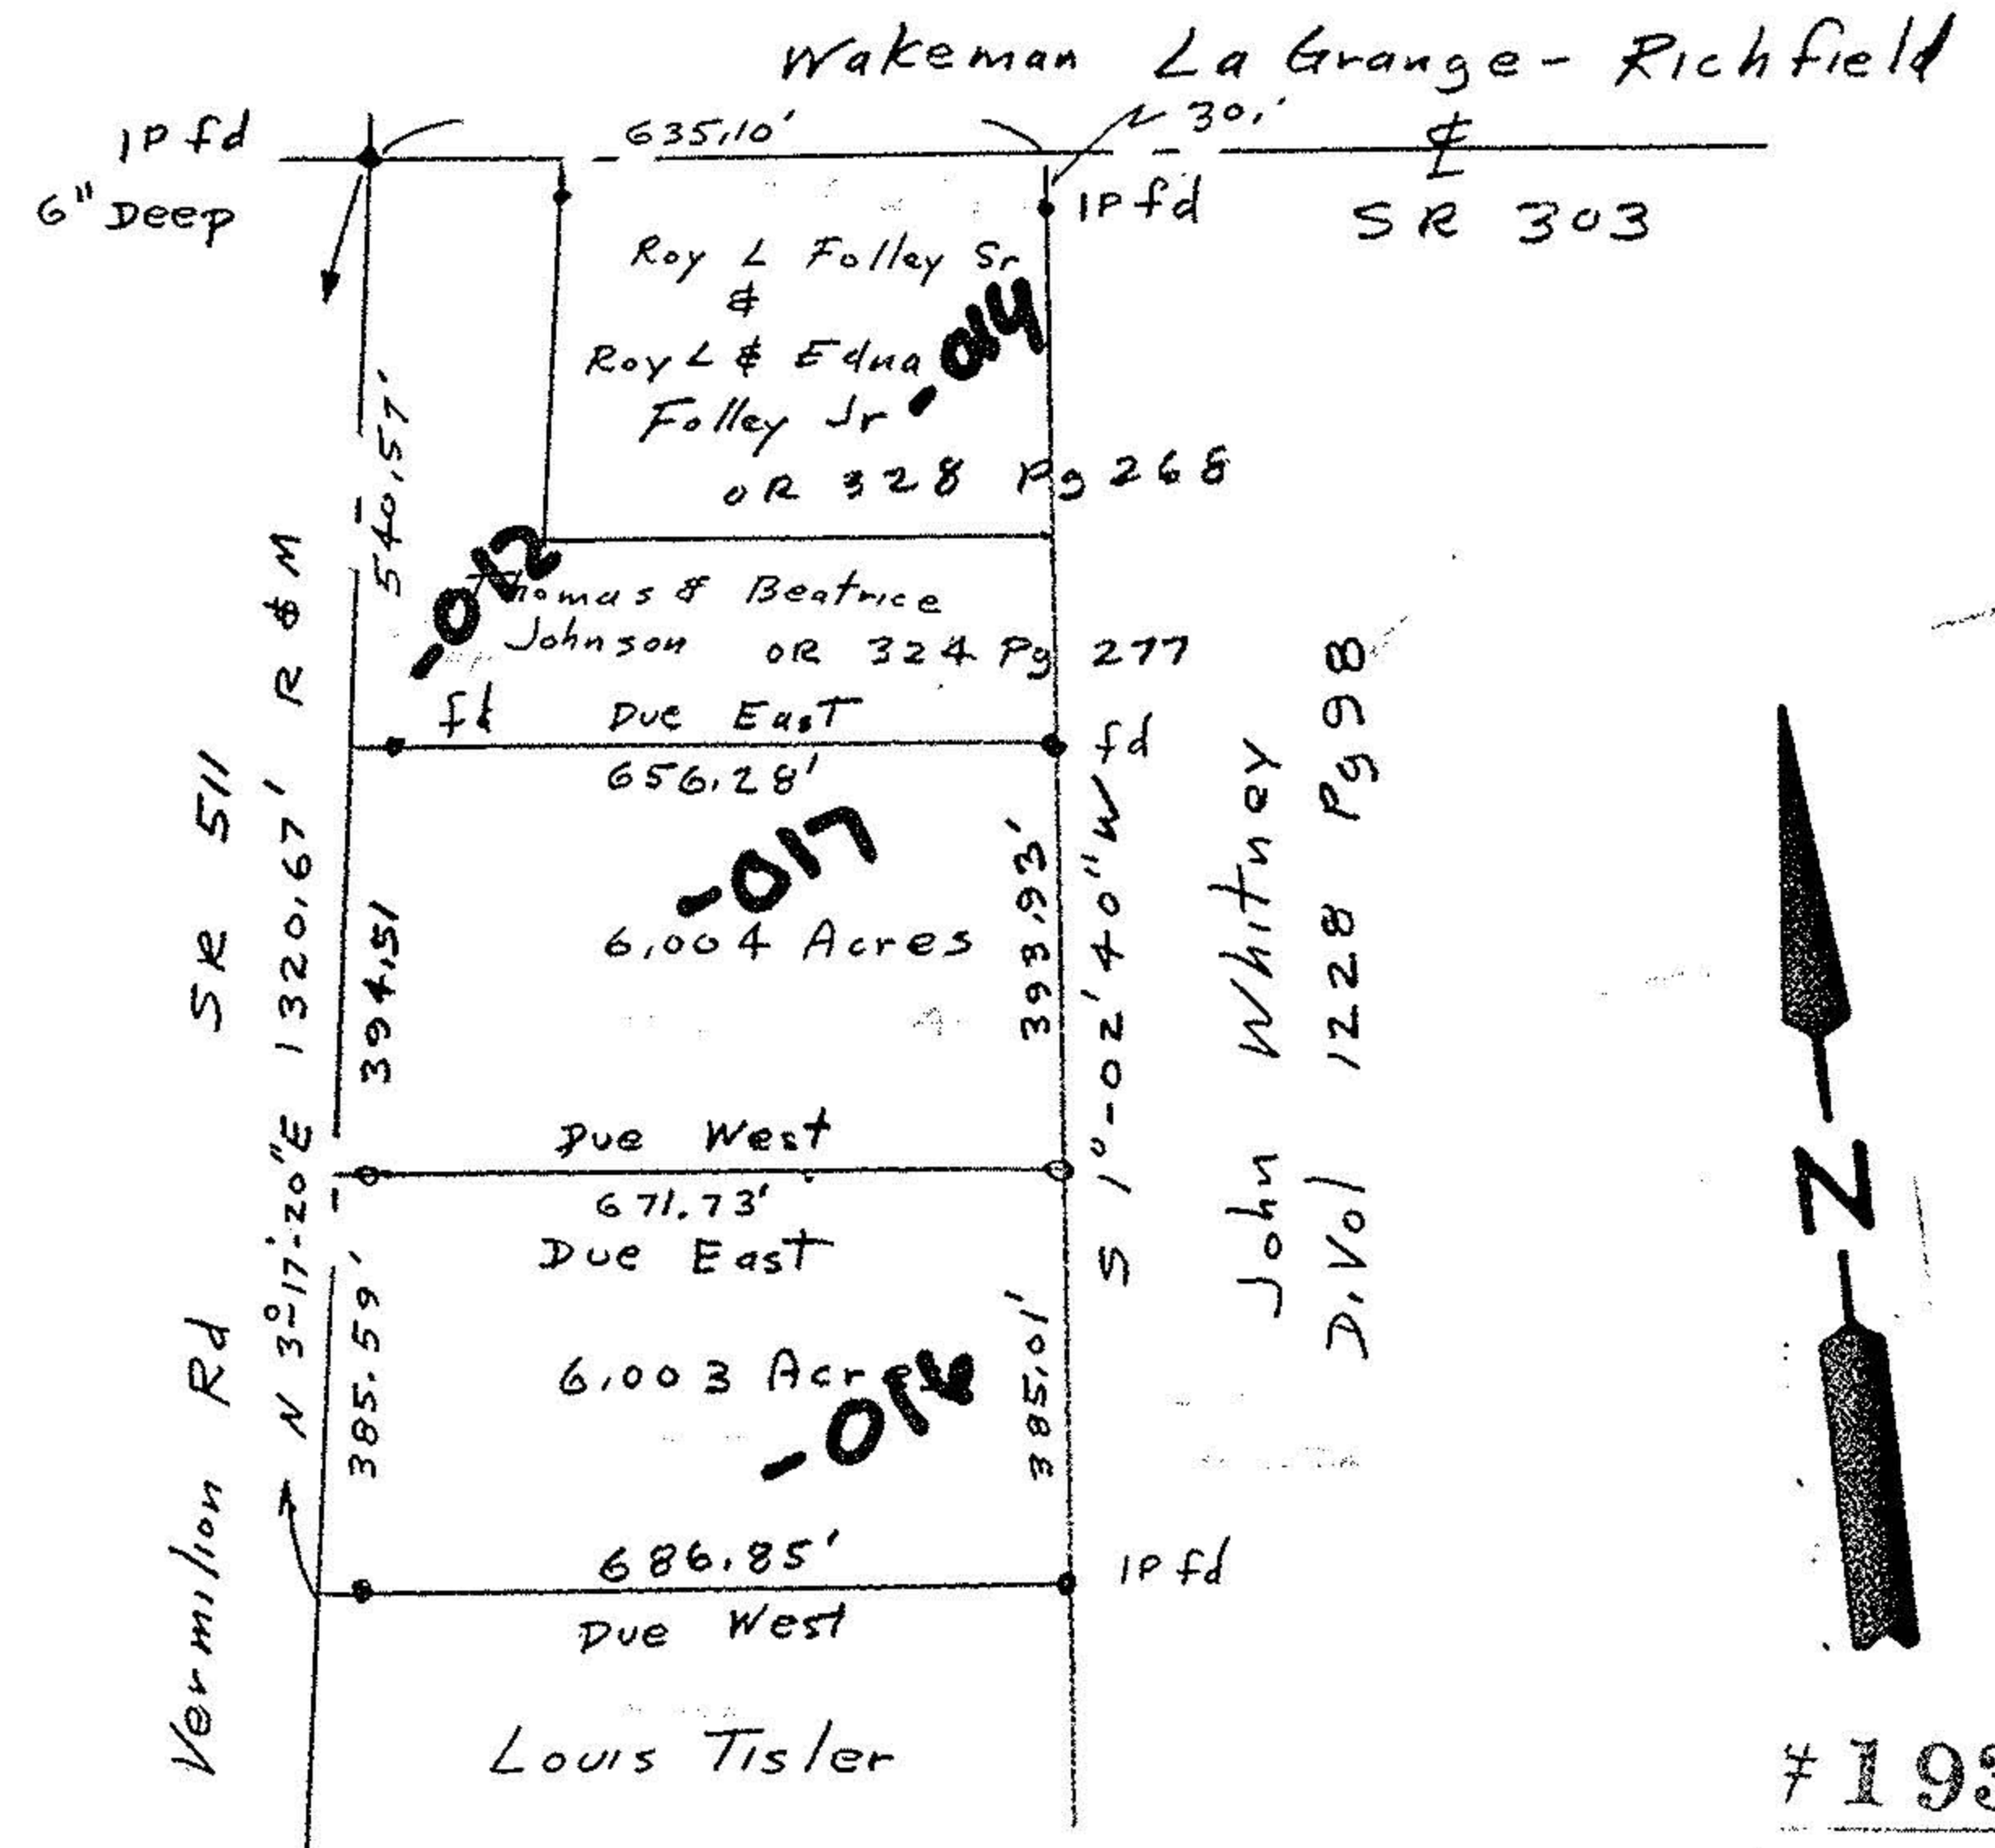 Wakeman La Grange - Richfield
IP fd
6" Deep
635.10'
30.'
℄
IP fd
SR 303
Roy L Folley Sr
&
Roy L & Edna
Folley Jr
-014
OR 328 Pg 268
540.57'
-012
Thomas & Beatrice
Johnson OR 324 Pg 277
fd
Due East
fd
656.28'
-017
6.004 Acres
394.51
393.93'
S 1°-02'40"W
John Whitney
D.Vol 1228 Pg 98
SR 511
Vermilion Rd
N 3°-17'-20"E 1320.67' R & M
Due West
671.73'
Due East
385.59'
385.01'
6.003 Acres
-016
686.85'
IP fd
Due West
Louis Tisler
N
#193